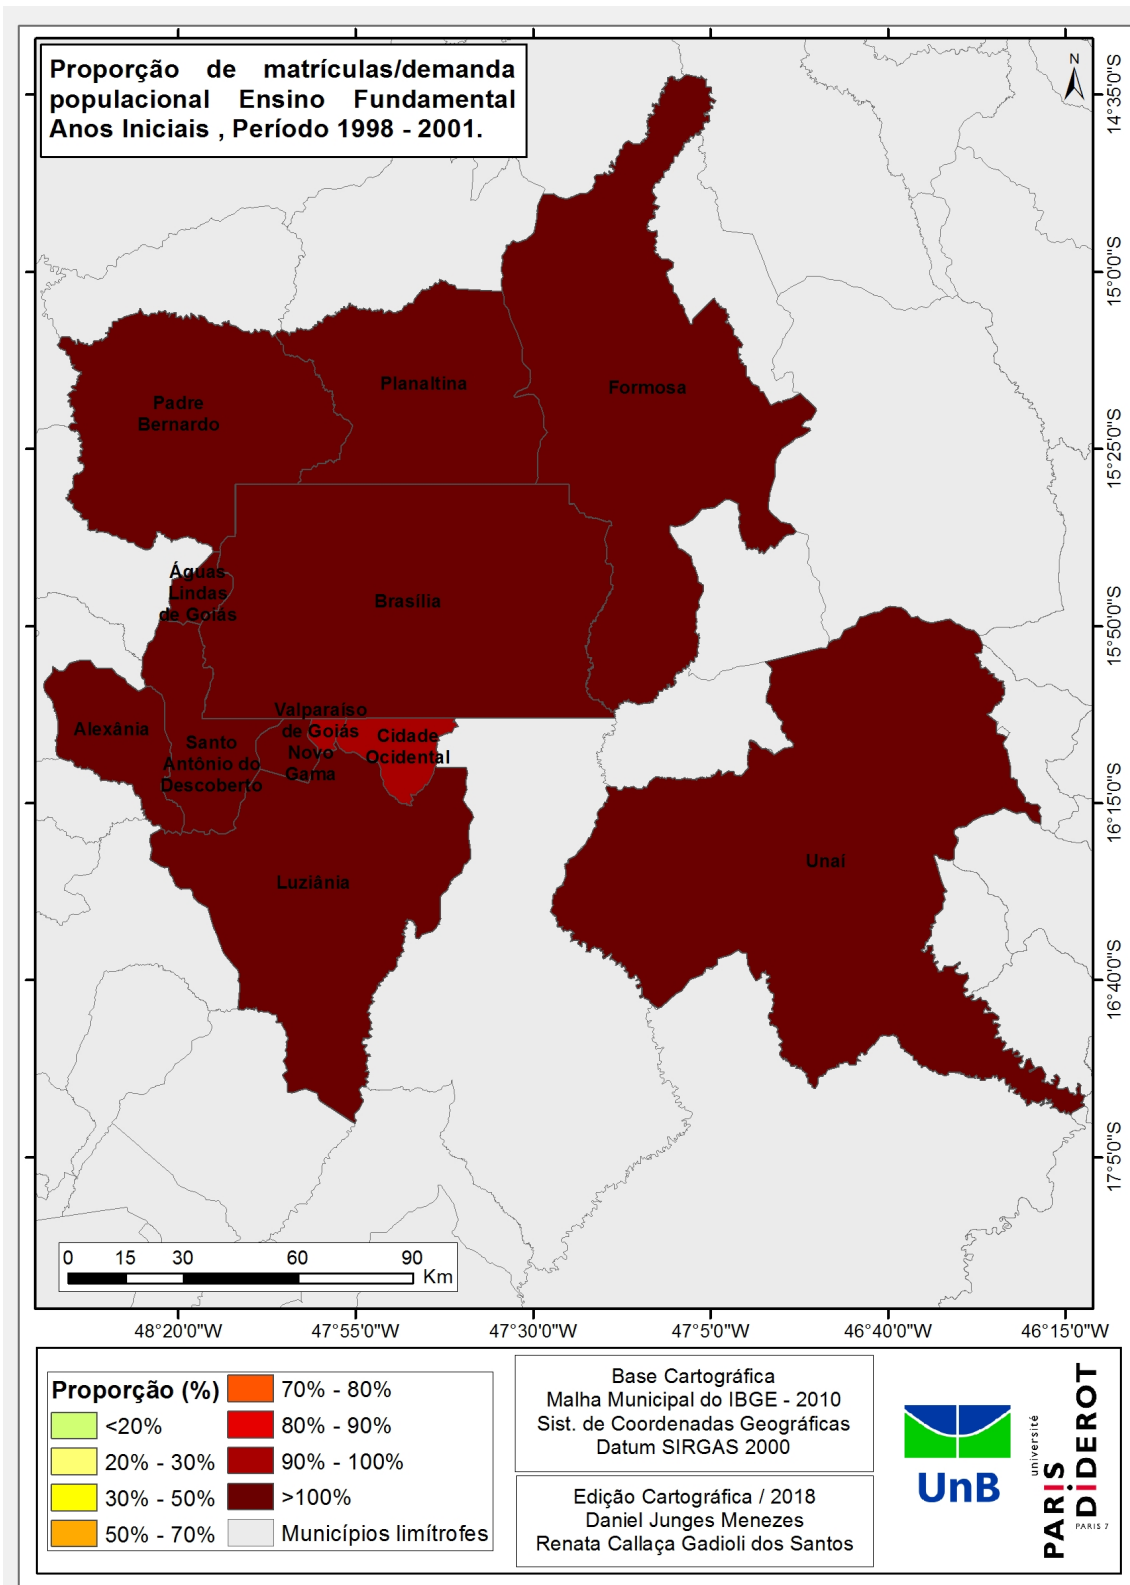 Proporção de matrículas/demanda
populacional Ensino Fundamental
Anos Iniciais , Período 1998 - 2001.
N
14°35'0"S
15°0'0"S
15°25'0"S
15°50'0"S
16°15'0"S
16°40'0"S
17°5'0"S
Planaltina
Formosa
Padre
Bernardo
Águas
Lindas
de Goiás
Brasília
Valparaíso
de Goiás
Alexânia
Cidade
Ocidental
Santo
Antônio do
Descoberto
Novo
Gama
Unaí
Luziânia
0 15 30 60 90
Km
48°20'0"W 47°55'0"W 47°30'0"W 47°5'0"W 46°40'0"W 46°15'0"W
Proporção (%)
<20%
20% - 30%
30% - 50%
50% - 70%
70% - 80%
80% - 90%
90% - 100%
>100%
Municípios limítrofes
Base Cartográfica
Malha Municipal do IBGE - 2010
Sist. de Coordenadas Geográficas
Datum SIRGAS 2000
Edição Cartográfica / 2018
Daniel Junges Menezes
Renata Callaça Gadioli dos Santos
UnB
université
PARIS
DiDEROT
PARIS 7